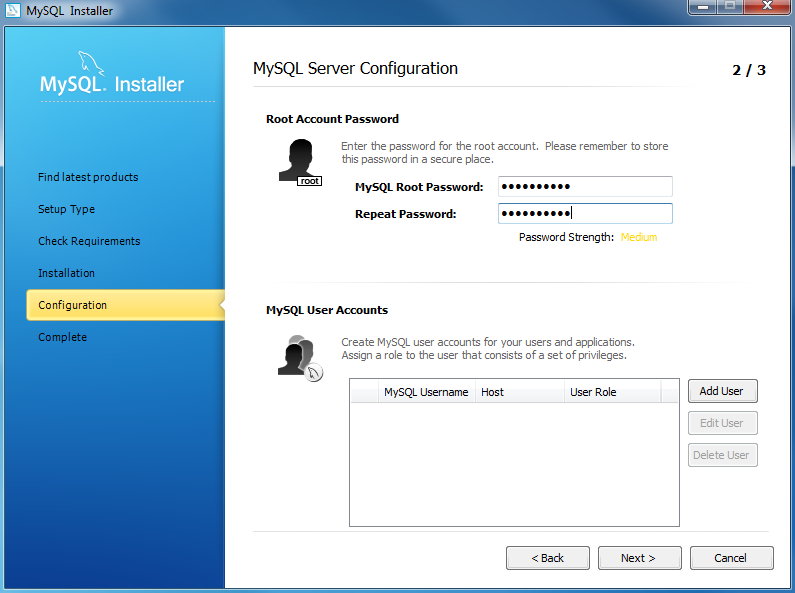 MySQL Installer
MySQL Installer
MySQL Server Configuration
2 / 3
Find latest products
Setup Type
Check Requirements
Installation
Configuration
Complete
Root Account Password
Enter the password for the root account. Please remember to store
this password in a secure place.
root
MySQL Root Password: ●●●●●●●●●●
Repeat Password: ●●●●●●●●●●
Password Strength: Medium
MySQL User Accounts
Create MySQL user accounts for your users and applications.
Assign a role to the user that consists of a set of privileges.
MySQL Username Host User Role
Add User
Edit User
Delete User
< Back Next > Cancel